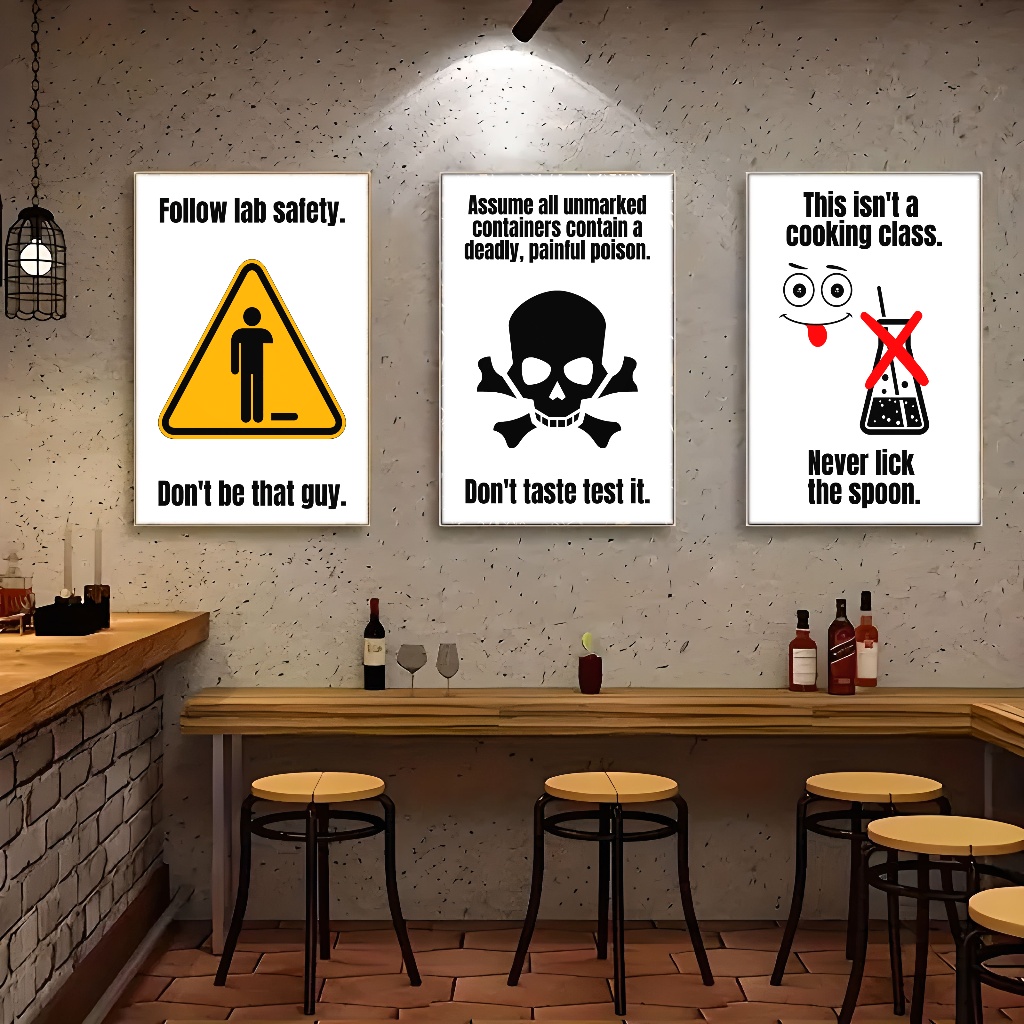 Follow lab safety.
Don't be that guy.
Assume all unmarked
containers contain a
deadly, painful poison.
Don't taste test it.
This isn't a
cooking class.
Never lick
the spoon.